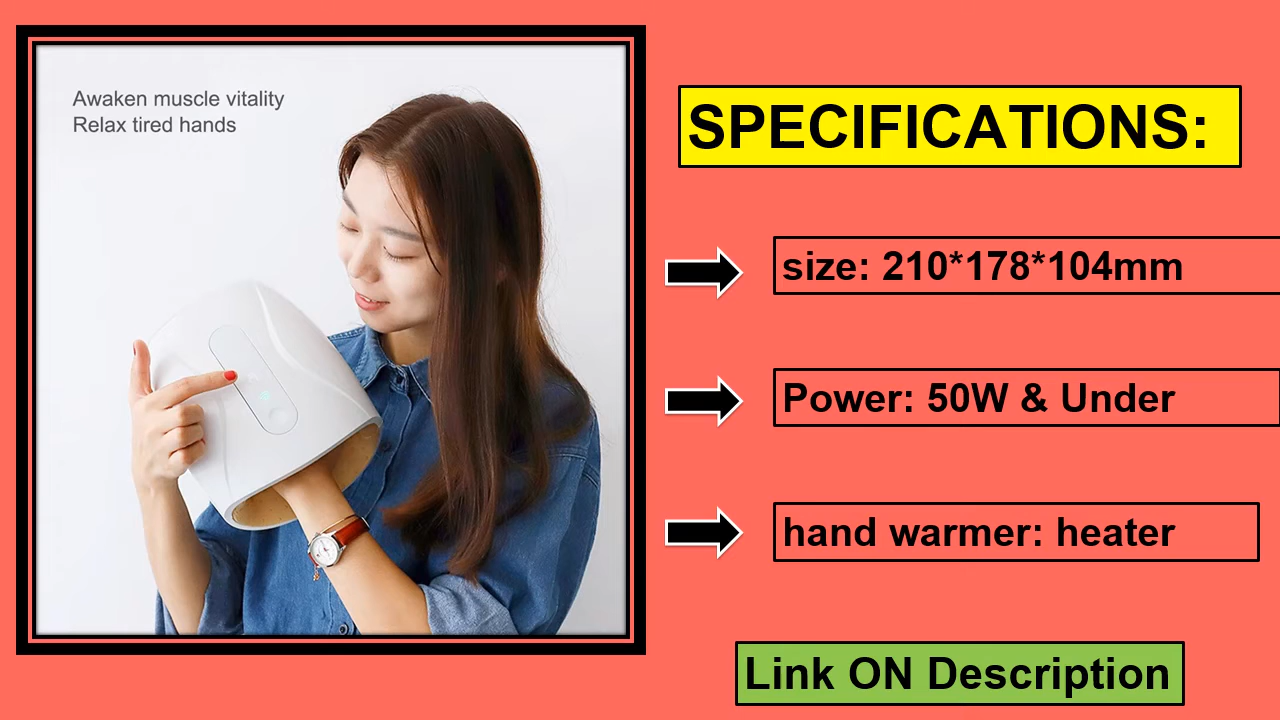 Awaken muscle vitality
Relax tired hands
SPECIFICATIONS:
size: 210*178*104mm
Power: 50W & Under
hand warmer: heater
Link ON Description